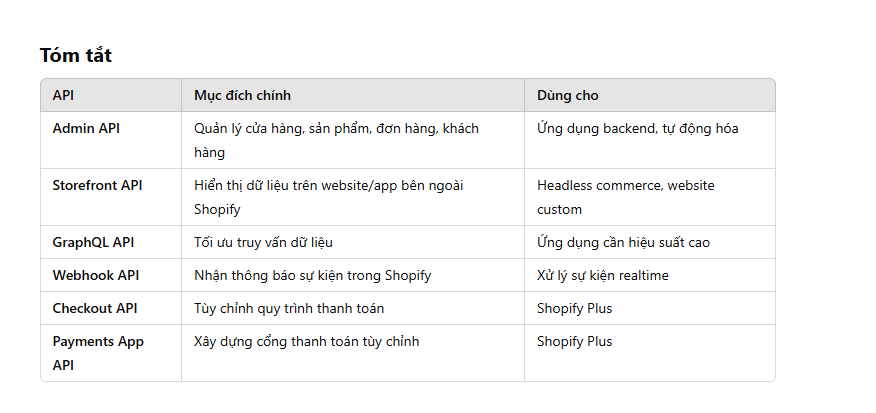 Tóm tắt
API Mục đích chính Dùng cho
Admin API Quản lý cửa hàng, sản phẩm, đơn hàng, khách Ứng dụng backend, tự động hóa
hàng
Storefront API Hiển thị dữ liệu trên website/app bên ngoài Headless commerce, website
Shopify custom
GraphQL API Tối ưu truy vấn dữ liệu Ứng dụng cần hiệu suất cao
Webhook API Nhận thông báo sự kiện trong Shopify Xử lý sự kiện realtime
Checkout API Tùy chỉnh quy trình thanh toán Shopify Plus
Payments App Xây dựng cổng thanh toán tùy chỉnh Shopify Plus
API